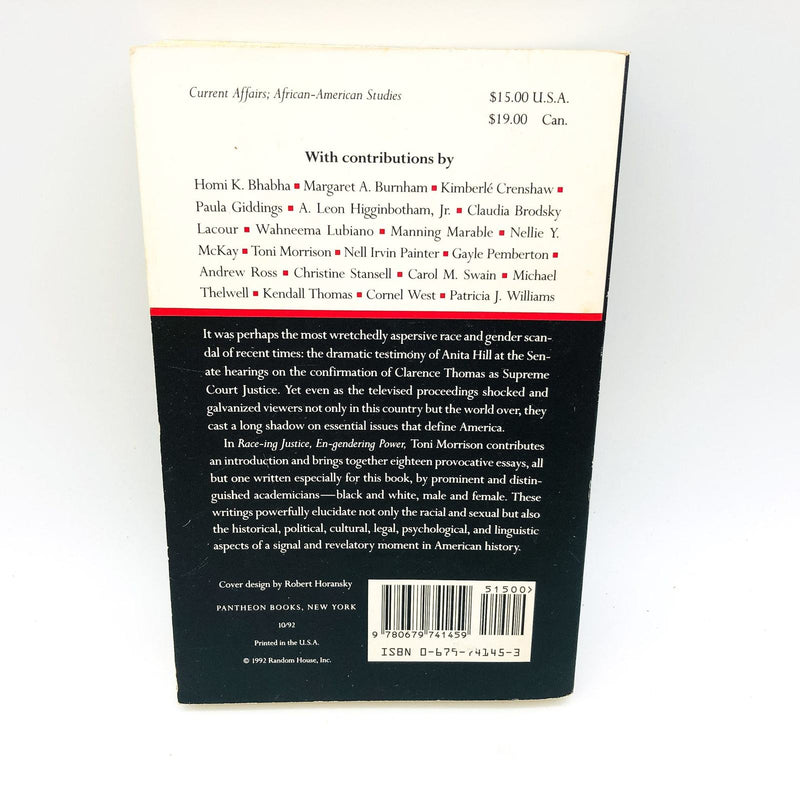 Current Affairs; African-American Studies
$15.00 U.S.A.
$19.00 Can.
With contributions by
Homi K. Bhabha ▪ Margaret A. Burnham ▪ Kimberlé Crenshaw ▪
Paula Giddings ▪ A. Leon Higginbotham, Jr. ▪ Claudia Brodsky
Lacour ▪ Wahneema Lubiano ▪ Manning Marable ▪ Nellie Y.
McKay ▪ Toni Morrison ▪ Nell Irvin Painter ▪ Gayle Pemberton ▪
Andrew Ross ▪ Christine Stansell ▪ Carol M. Swain ▪ Michael
Thelwell ▪ Kendall Thomas ▪ Cornel West ▪ Patricia J. Williams
It was perhaps the most wretchedly aspersive race and gender scan-
dal of recent times: the dramatic testimony of Anita Hill at the Sen-
ate hearings on the confirmation of Clarence Thomas as Supreme
Court Justice. Yet even as the televised proceedings shocked and
galvanized viewers not only in this country but the world over, they
cast a long shadow on essential issues that define America.
In Race-ing Justice, En-gendering Power, Toni Morrison contributes
an introduction and brings together eighteen provocative essays, all
but one written especially for this book, by prominent and distin-
guished academicians—black and white, male and female. These
writings powerfully elucidate not only the racial and sexual but also
the historical, political, cultural, legal, psychological, and linguistic
aspects of a signal and revelatory moment in American history.
Cover design by Robert Horansky
PANTHEON BOOKS, NEW YORK
10/92
Printed in the U.S.A.
© 1992 Random House, Inc.
51500>
9 780679 741459
ISBN 0-679-74145-3